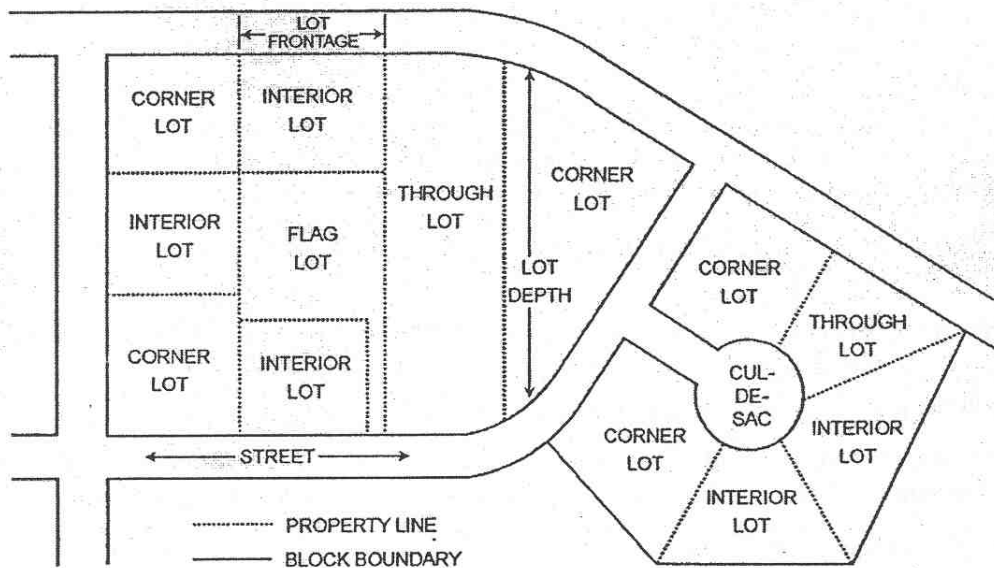 LOT
FRONTAGE
CORNER
LOT
INTERIOR
LOT
INTERIOR
LOT
FLAG
LOT
THROUGH
LOT
CORNER
LOT
LOT
DEPTH
CORNER
LOT
INTERIOR
LOT
STREET
CORNER
LOT
THROUGH
LOT
CUL-
DE-
SAC
CORNER
LOT
INTERIOR
LOT
INTERIOR
LOT
PROPERTY LINE
BLOCK BOUNDARY